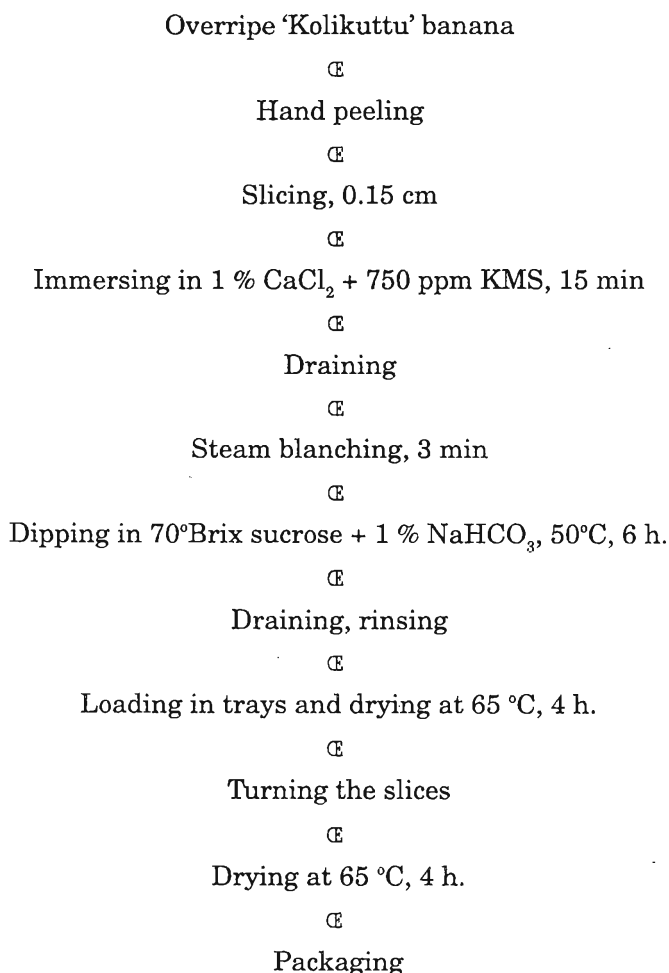 Overripe ‘Kolikuttu’ banana
Œ
Hand peeling
Œ
Slicing, 0.15 cm
Œ
Immersing in 1 % CaCl₂ + 750 ppm KMS, 15 min
Œ
Draining
Œ
Steam blanching, 3 min
Œ
Dipping in 70°Brix sucrose + 1 % NaHCO₃, 50°C, 6 h.
Œ
Draining, rinsing
Œ
Loading in trays and drying at 65 °C, 4 h.
Œ
Turning the slices
Œ
Drying at 65 °C, 4 h.
Œ
Packaging